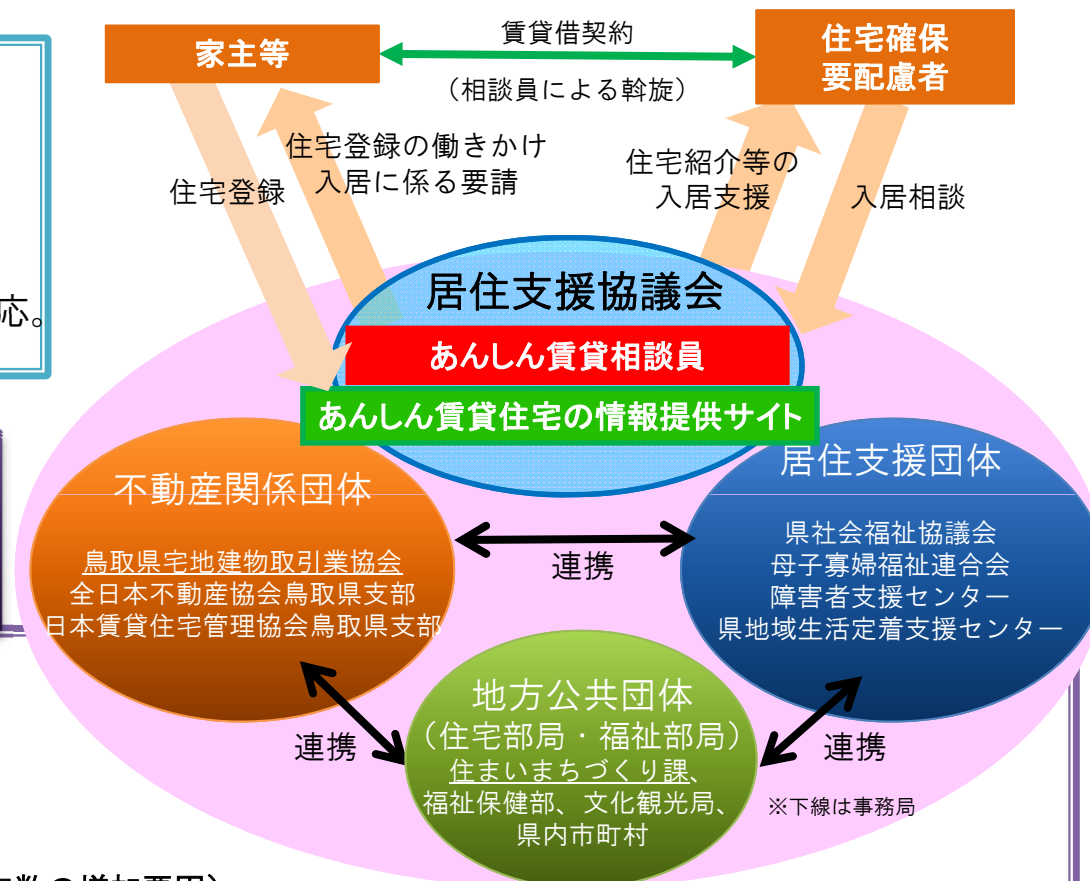 家主等
賃貸借契約
（相談員による斡旋）
住宅確保
要配慮者
住宅登録
住宅登録の働きかけ
入居に係る要請
住宅紹介等の
入居支援
入居相談
応。
居住支援協議会
あんしん賃貸相談員
あんしん賃貸住宅の情報提供サイト
不動産関係団体
鳥取県宅地建物取引業協会
全日本不動産協会鳥取県支部
日本賃貸住宅管理協会鳥取県支部
連携
居住支援団体
県社会福祉協議会
母子寡婦福祉連合会
障害者支援センター
県地域生活定着支援センター
連携
地方公共団体
（住宅部局・福祉部局）
住まいまちづくり課、
福祉保健部、文化観光局、
県内市町村
連携
※下線は事務局